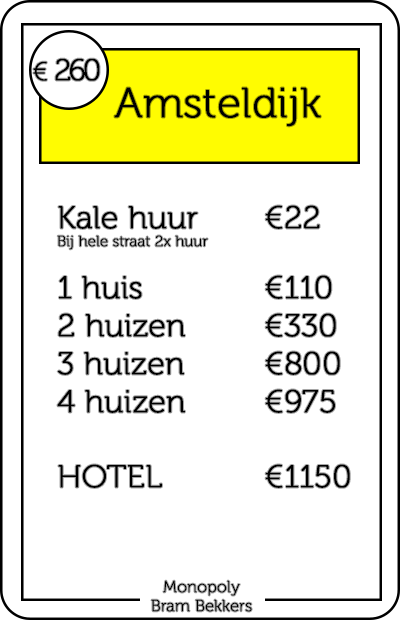 € 260
Amsteldijk
Kale huur €22
Bij hele straat 2x huur
1 huis €110
2 huizen €330
3 huizen €800
4 huizen €975
HOTEL €1150
Monopoly
Bram Bekkers